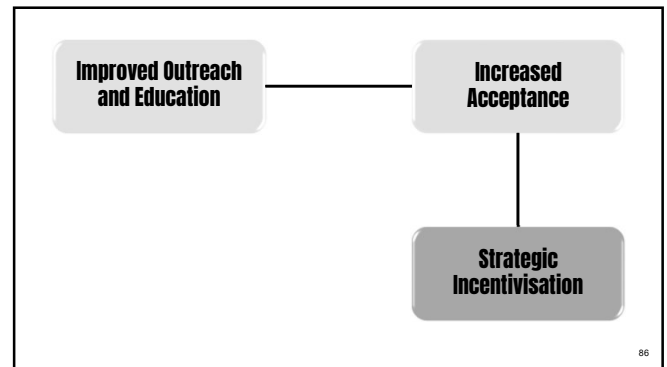 Improved Outreach
and Education
Increased
Acceptance
Strategic
Incentivisation
86